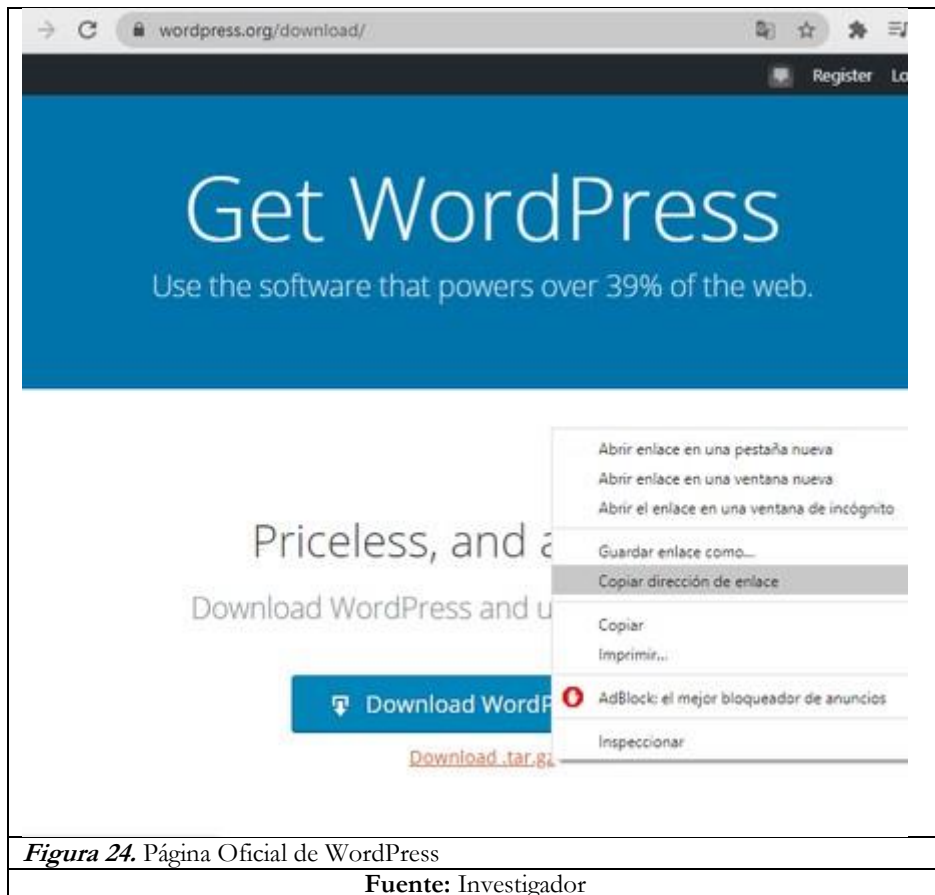 wordpress.org/download/
Register Lo
Get WordPress
Use the software that powers over 39% of the web.
Priceless, and a
Download WordPress and u
Download WordP
Download .tar.gz
Abrir enlace en una pestaña nueva
Abrir enlace en una ventana nueva
Abrir el enlace en una ventana de incógnito
Guardar enlace como...
Copiar dirección de enlace
Copiar
Imprimir...
AdBlock: el mejor bloqueador de anuncios
Inspeccionar
Figura 24. Página Oficial de WordPress
Fuente: Investigador